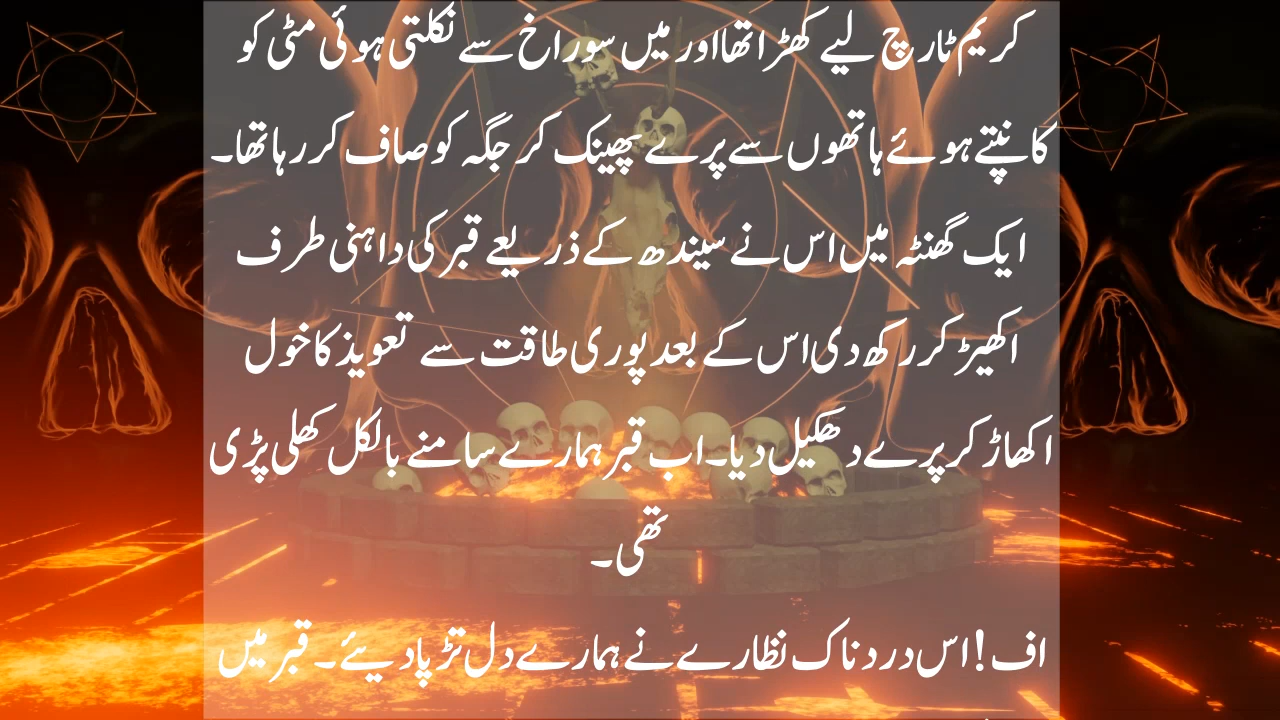 کریم ٹارچ لیے کھڑا تھا اور میں سوراخ سے نکلتی ہوئی مٹی کو
کانپتے ہوئے ہاتھوں سے پرے پھینک کر جگہ کو صاف کر رہا تھا۔
ایک گھنٹہ میں اس نے سیندھ کے ذریعے قبر کی داہنی طرف
اکھیڑ کر رکھ دی اس کے بعد پوری طاقت سے تعویذ کا خول
اکھاڑ کر پرے دھکیل دیا۔ اب قبر ہمارے سامنے بالکل کھلی پڑی
تھی۔
اف! اس دردناک نظارے نے ہمارے دل تڑپا دیئے۔ قبر میں